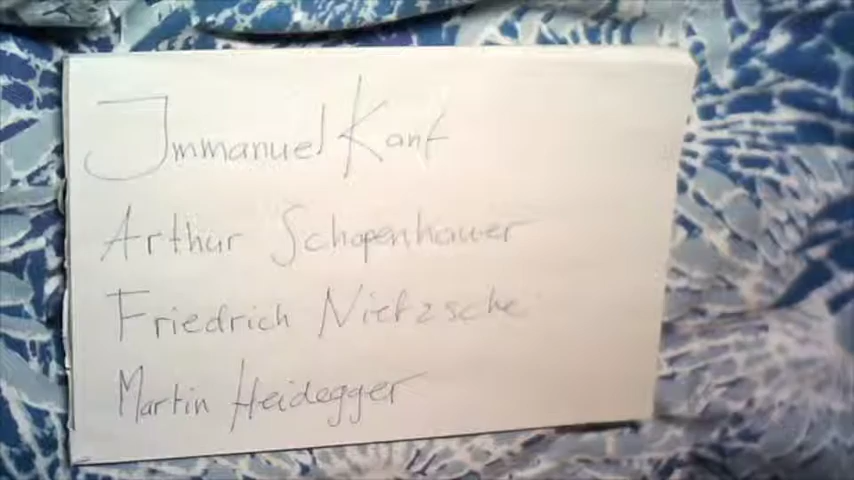 Immanuel Kant
Arthur Schopenhauer
Friedrich Nietzsche
Martin Heidegger